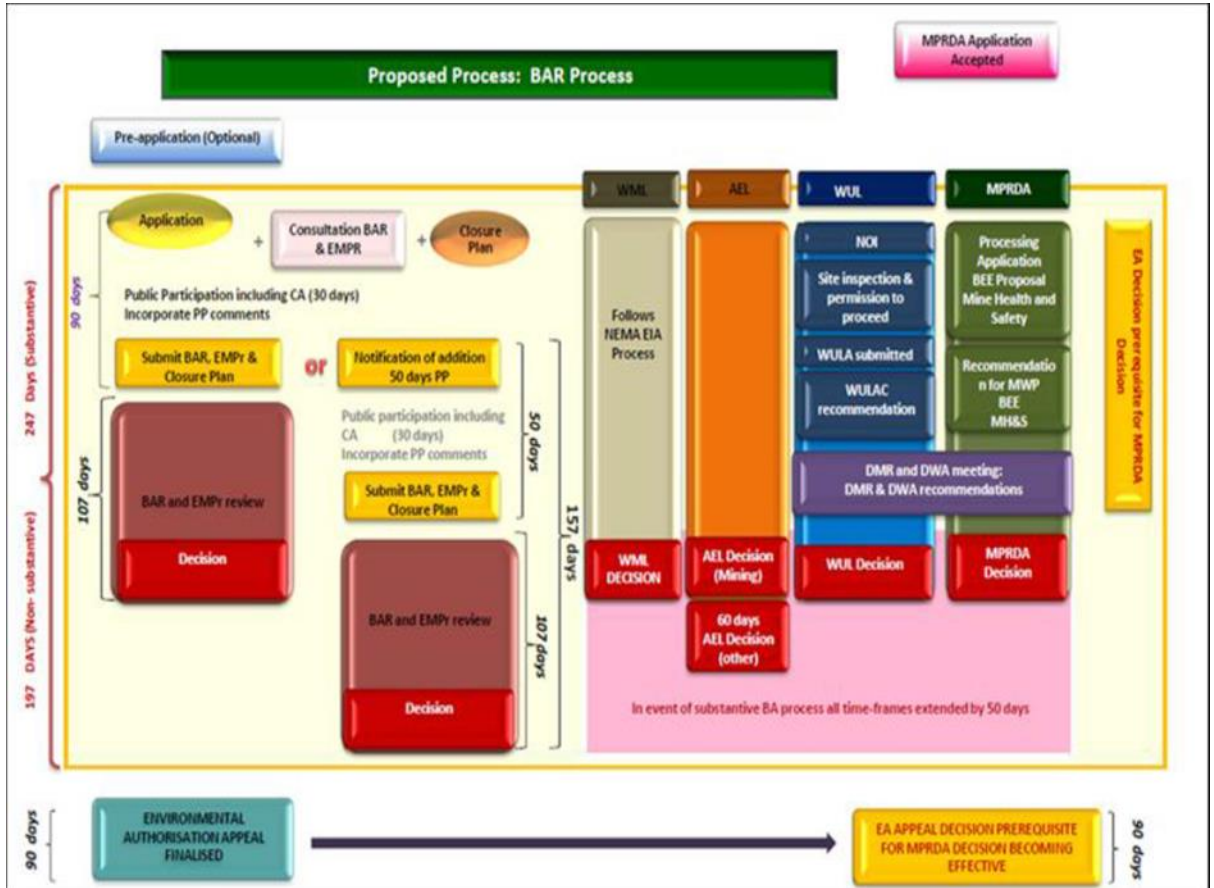 MPRDA Application
Accepted
Proposed Process: BAR Process
Pre-application (Optional)
WML
AEL
WUL
MPRDA
Application
+
Consultation BAR
& EMPR
+
Closure
Plan
Public Participation including CA (30 days)
Incorporate PP comments
90 days
Submit BAR, EMPr &
Closure Plan
or
Notification of addition
50 days PP
Public participation including
CA (30 days)
Incorporate PP comments
Submit BAR, EMPr &
Closure Plan
50 days
BAR and EMPr review
Decision
107 days
BAR and EMPr review
Decision
107 days
157, days
247 Days (Substantive)
197 DAYS (Non- substantive)
Follows
NEMA EIA
Process
WML
DECISION
AEL Decision
(Mining)
60 days
AEL Decision
(other)
NOI
Site inspection &
permission to
proceed
WULA submitted
WULAC
recommendation
Processing
Application
BEE Proposal
Mine Health and
Safety
Recommendatio
n for MWP
BEE
MH&S
DMR and DWA meeting:
DMR & DWA recommendations
WUL Decision
MPRDA
Decision
EA Decision prerequisite for MPRDA
Decision
In event of substantive BA process all time-frames extended by 50 days
90 days
ENVIRONMENTAL
AUTHORISATION APPEAL
FINALISED
EA APPEAL DECISION PREREQUISITE
FOR MPRDA DECISION BECOMING
EFFECTIVE
90 days